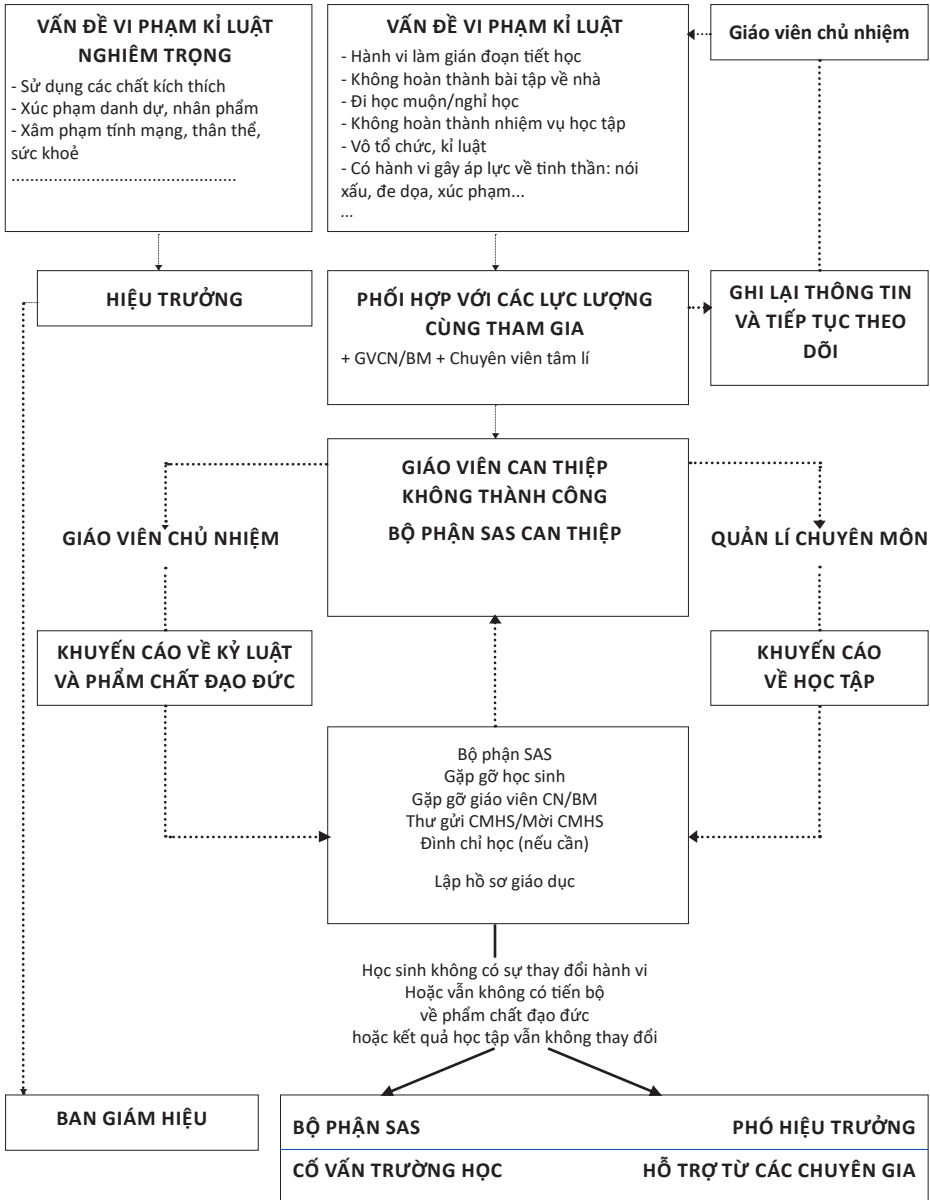 VẤN ĐỀ VI PHẠM KỈ LUẬT
NGHIÊM TRỌNG
- Sử dụng các chất kích thích
- Xúc phạm danh dự, nhân phẩm
- Xâm phạm tính mạng, thân thể,
sức khoẻ
.................................................
VẤN ĐỀ VI PHẠM KỈ LUẬT
- Hành vi làm gián đoạn tiết học
- Không hoàn thành bài tập về nhà
- Đi học muộn/nghỉ học
- Không hoàn thành nhiệm vụ học tập
- Vô tổ chức, kỉ luật
- Có hành vi gây áp lực về tinh thần: nói
xấu, đe dọa, xúc phạm...
...
Giáo viên chủ nhiệm
HIỆU TRƯỞNG
PHỐI HỢP VỚI CÁC LỰC LƯỢNG
CÙNG THAM GIA
+ GVCN/BM + Chuyên viên tâm lí
GHI LẠI THÔNG TIN
VÀ TIẾP TỤC THEO
DÕI
GIÁO VIÊN CAN THIỆP
KHÔNG THÀNH CÔNG
BỘ PHẬN SAS CAN THIỆP
GIÁO VIÊN CHỦ NHIỆM
QUẢN LÍ CHUYÊN MÔN
KHUYẾN CÁO VỀ KỶ LUẬT
VÀ PHẨM CHẤT ĐẠO ĐỨC
KHUYẾN CÁO
VỀ HỌC TẬP
Bộ phận SAS
Gặp gỡ học sinh
Gặp gỡ giáo viên CN/BM
Thư gửi CMHS/Mời CMHS
Đình chỉ học (nếu cần)
Lập hồ sơ giáo dục
Học sinh không có sự thay đổi hành vi
Hoặc vẫn không có tiến bộ
về phẩm chất đạo đức
hoặc kết quả học tập vẫn không thay đổi
BAN GIÁM HIỆU
BỘ PHẬN SAS
PHÓ HIỆU TRƯỞNG
CỐ VẤN TRƯỜNG HỌC
HỖ TRỢ TỪ CÁC CHUYÊN GIA